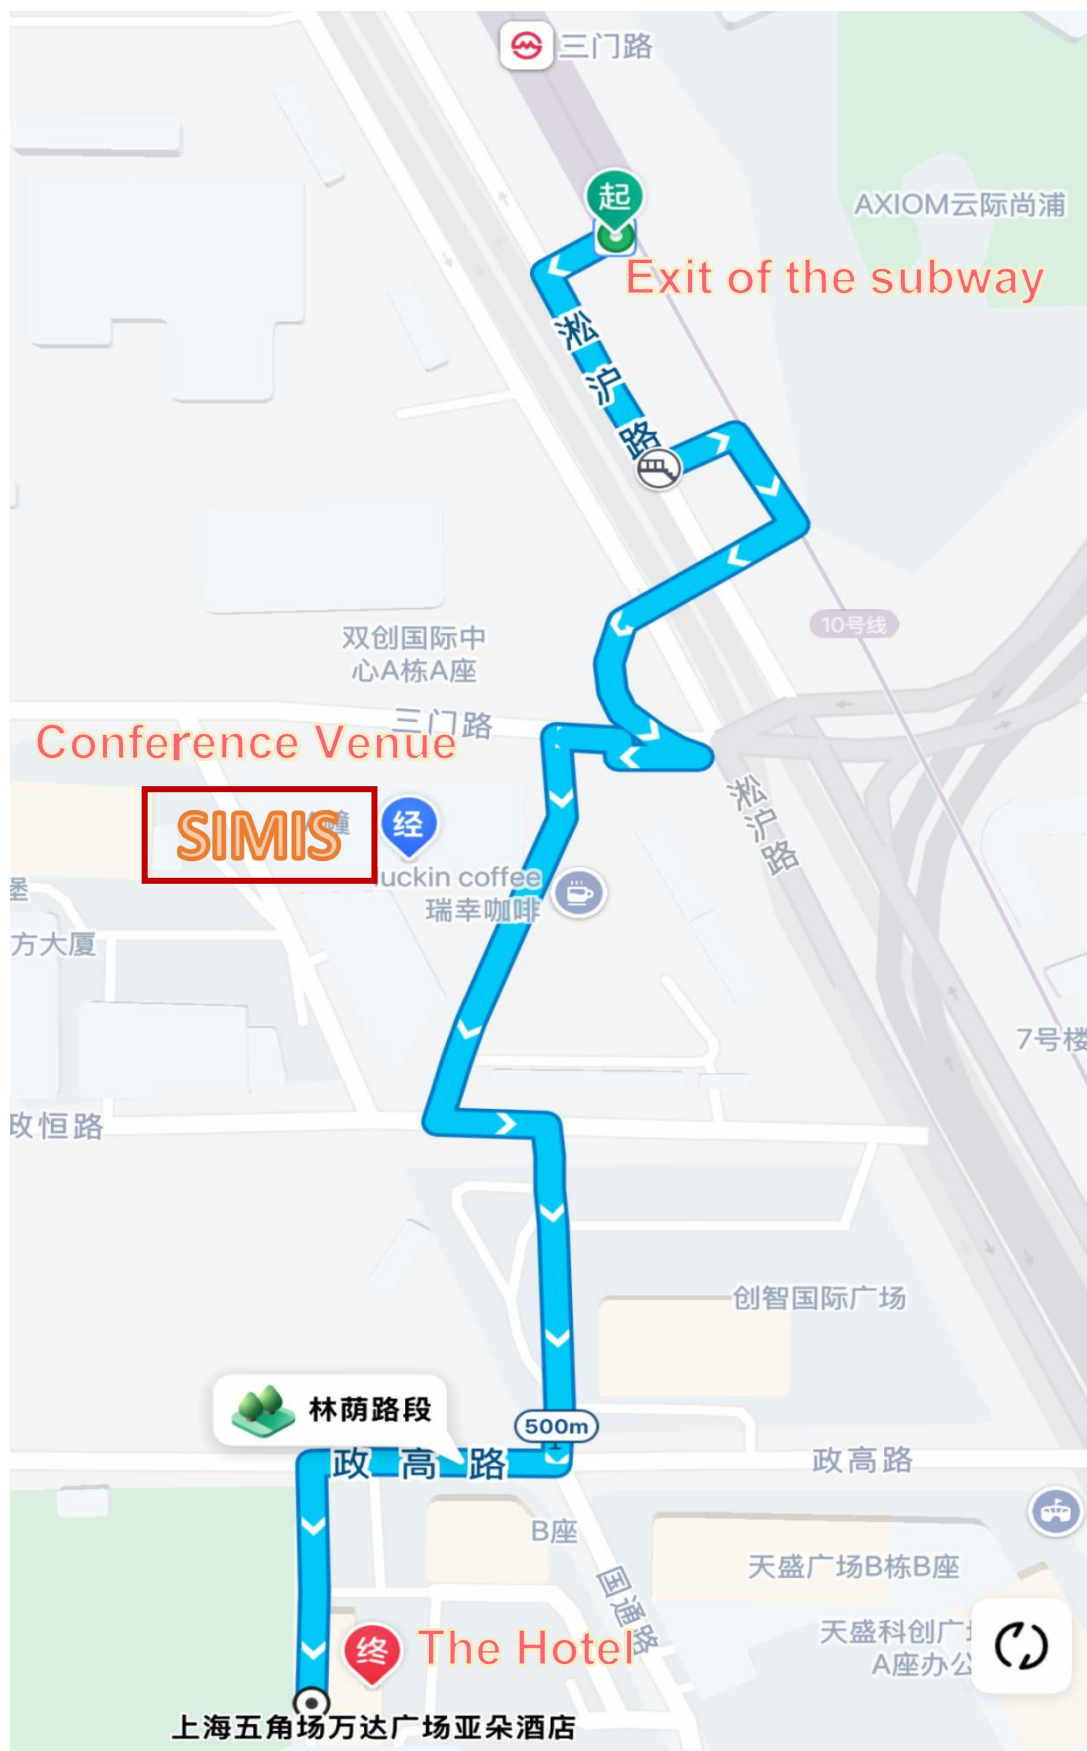 三门路
起
AXIOM云际尚浦
Exit of the subway
淞沪路
10号线
双创国际中
心A栋A座
三门路
Conference Venue
淞沪路
SIMIS
经
uckin coffee
瑞幸咖啡
堡
方大厦
7号楼
政恒路
创智国际广场
林荫路段
500m
政高路
政高路
B座
天盛广场B栋B座
国通路
天盛科创广
A座办公
终
The Hotel
上海五角场万达广场亚朵酒店